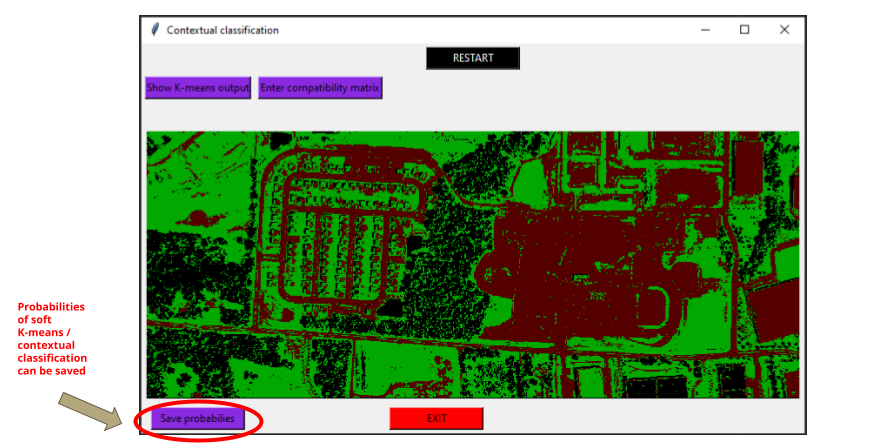 Contextual classification
RESTART
Show K-means output
Enter compatibility matrix
Probabilities
of soft
K-means /
contextual
classification
can be saved
Save probabilies
EXIT